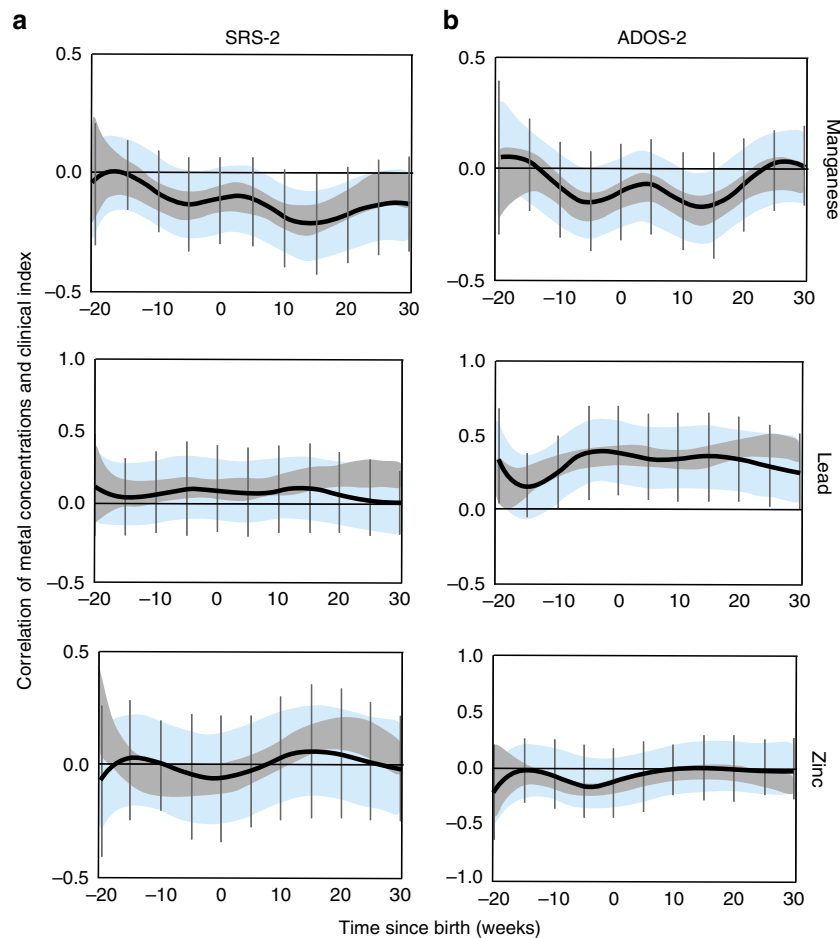 a
b
SRS-2
ADOS-2
0.5
0.0
–0.5
–20 –10 0 10 20 30
0.5
0.0
–0.5
–20 –10 0 10 20 30
Manganese
1.0
0.5
0.0
–0.5
–20 –10 0 10 20 30
1.0
0.5
0.0
–0.5
–20 –10 0 10 20 30
Lead
0.5
0.0
–0.5
–20 –10 0 10 20 30
1.0
0.5
0.0
–0.5
–1.0
–20 –10 0 10 20 30
Zinc
Correlation of metal concentrations and clinical index
Time since birth (weeks)